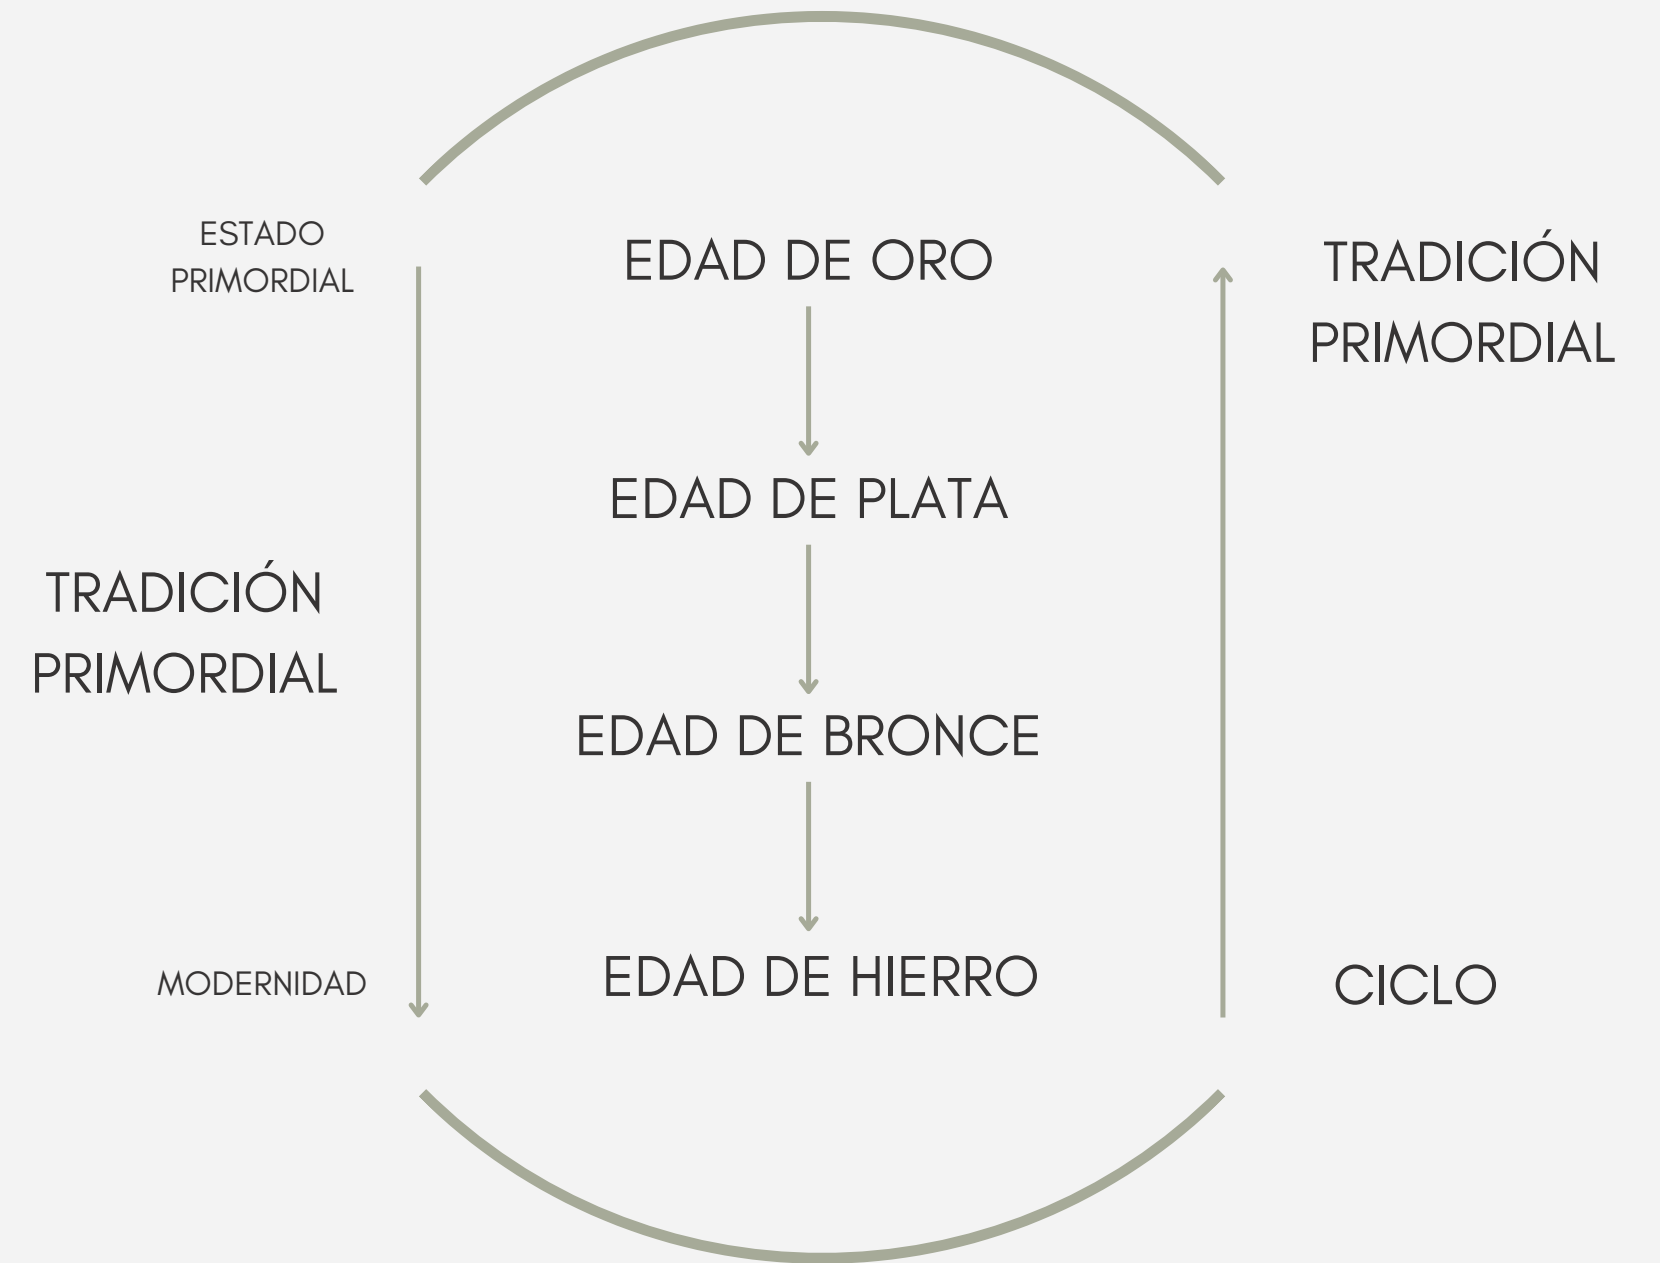 ESTADO
PRIMORDIAL
EDAD DE ORO
TRADICIÓN
PRIMORDIAL
EDAD DE PLATA
TRADICIÓN
PRIMORDIAL
EDAD DE BRONCE
MODERNIDAD
EDAD DE HIERRO
CICLO